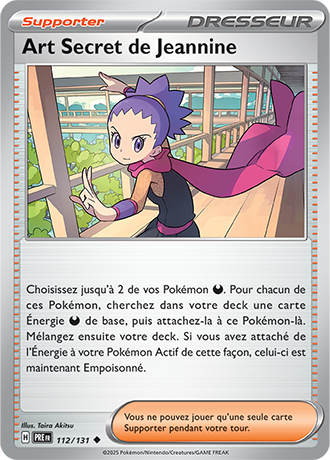 Supporter
DRESSEUR
Art Secret de Jeannine
Choisissez jusqu'à 2 de vos Pokémon . Pour chacun de
ces Pokémon, cherchez dans votre deck une carte
Énergie de base, puis attachez-la à ce Pokémon-là.
Mélangez ensuite votre deck. Si vous avez attaché de
l'Énergie à votre Pokémon Actif de cette façon, celui-ci est
maintenant Empoisonné.
Illus. Taira Akitsu
H PRE FR 112/131
Vous ne pouvez jouer qu'une seule carte
Supporter pendant votre tour.
©2025 Pokémon/Nintendo/Creatures/GAME FREAK